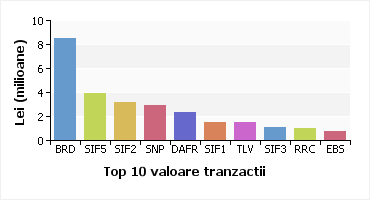 Lei (milioane)
10
8
6
4
2
0
BRD SIF5 SIF2 SNP DAFR SIF1 TLV SIF3 RRC EBS
Top 10 valoare tranzactii